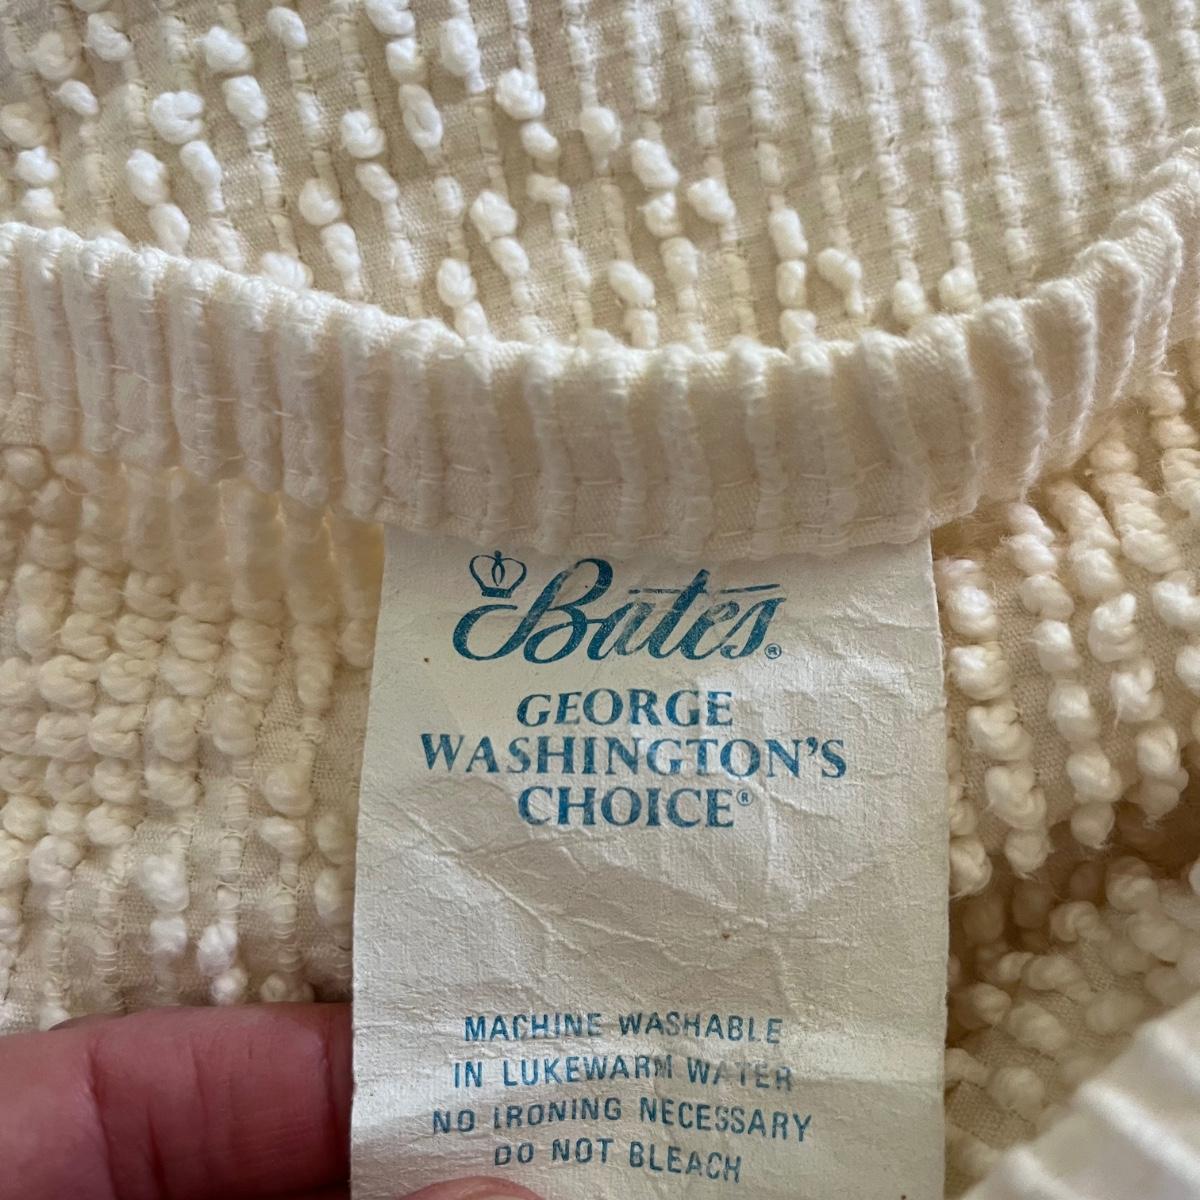 Bates®
GEORGE
WASHINGTON'S
CHOICE®
MACHINE WASHABLE
IN LUKEWARM WATER
NO IRONING NECESSARY
DO NOT BLEACH